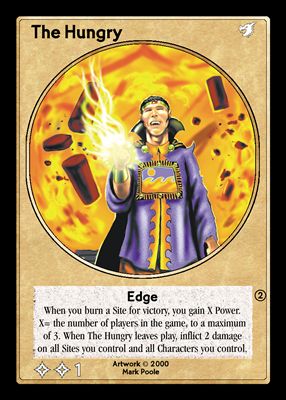 The Hungry
Edge
②
When you burn a Site for victory, you gain X Power.
X= the number of players in the game, to a maximum
of 3. When The Hungry leaves play, inflict 2 damage
on all Sites you control and all Characters you control.
1
Artwork © 2000
Mark Poole